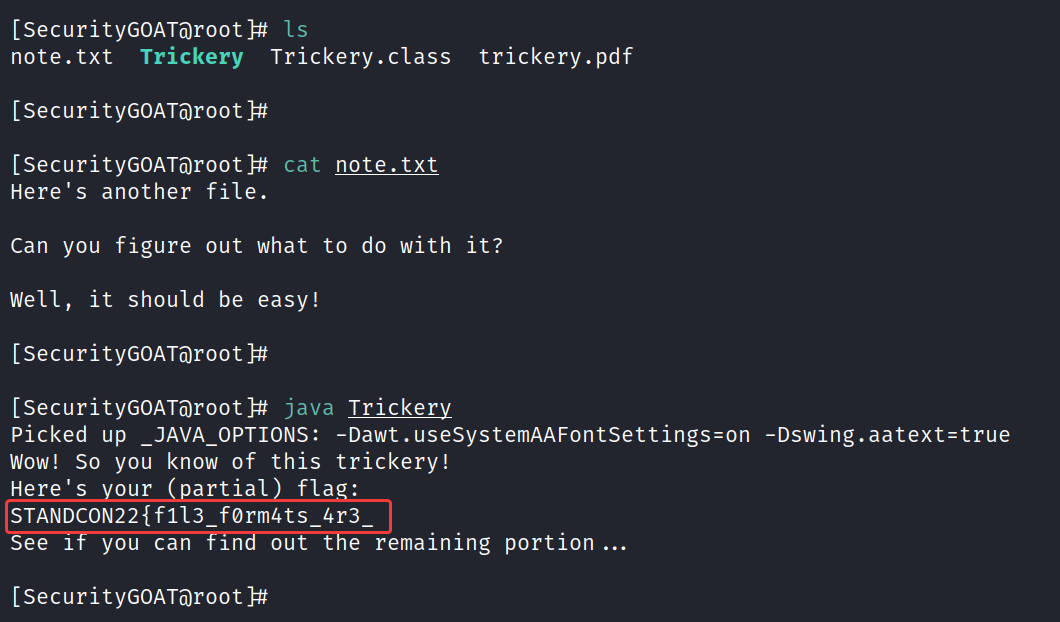 [SecurityGOAT@root]# ls
note.txt  Trickery  Trickery.class  trickery.pdf
[SecurityGOAT@root]#
[SecurityGOAT@root]# cat note.txt
Here's another file.
Can you figure out what to do with it?
Well, it should be easy!
[SecurityGOAT@root]#
[SecurityGOAT@root]# java Trickery
Picked up _JAVA_OPTIONS: -Dawt.useSystemAAFontSettings=on -Dswing.aatext=true
Wow! So you know of this trickery!
Here's your (partial) flag:
STANDCON22{f1l3_f0rm4ts_4r3_
See if you can find out the remaining portion...
[SecurityGOAT@root]#